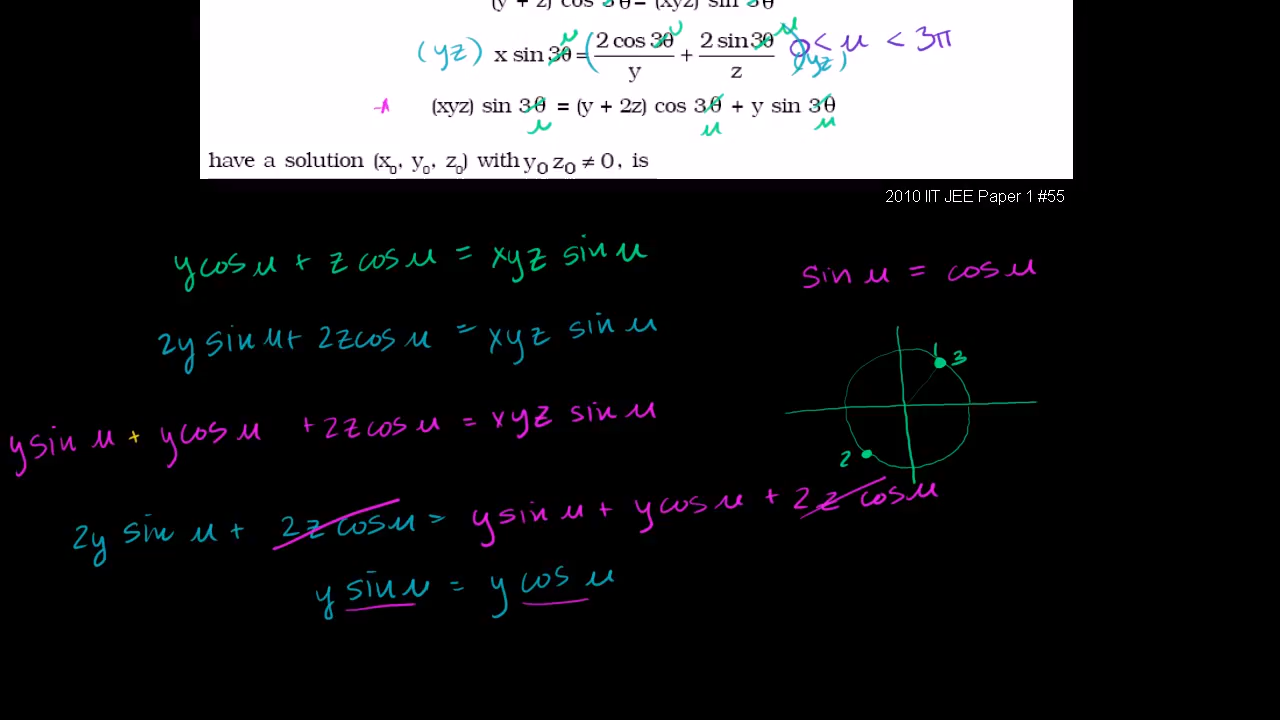 (y + z) cos 3θ = (xyz) sin 3θ
(yz) x sin 3θ μ = ( 2 cos 3θ μ / y + 2 sin 3θ μ / z ) (yz) 0 < μ < 3π
(xyz) sin 3θ μ = (y + 2z) cos 3θ μ + y sin 3θ μ
have a solution (x₀, y₀, z₀) with y₀ z₀ ≠ 0, is
2010 IIT JEE Paper 1 #55
y cos μ + z cos μ = xyz sin μ
sin μ = cos μ
2y sin μ + 2z cos μ = xyz sin μ
1 3
y sin μ + y cos μ + 2z cos μ = xyz sin μ
2
2y sin μ + 2z cos μ = y sin μ + y cos μ + 2z cos μ
y sin μ = y cos μ